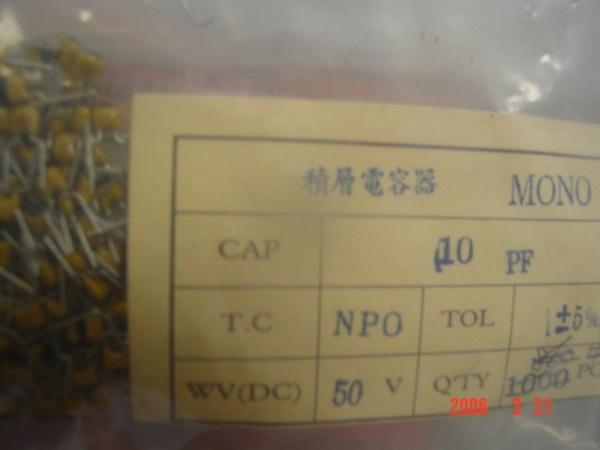 積層電容器 MONO
CAP 10 PF
T.C NPO TOL ±5%
WV(DC) 50 V Q'TY 1000 PC
2006 3 31